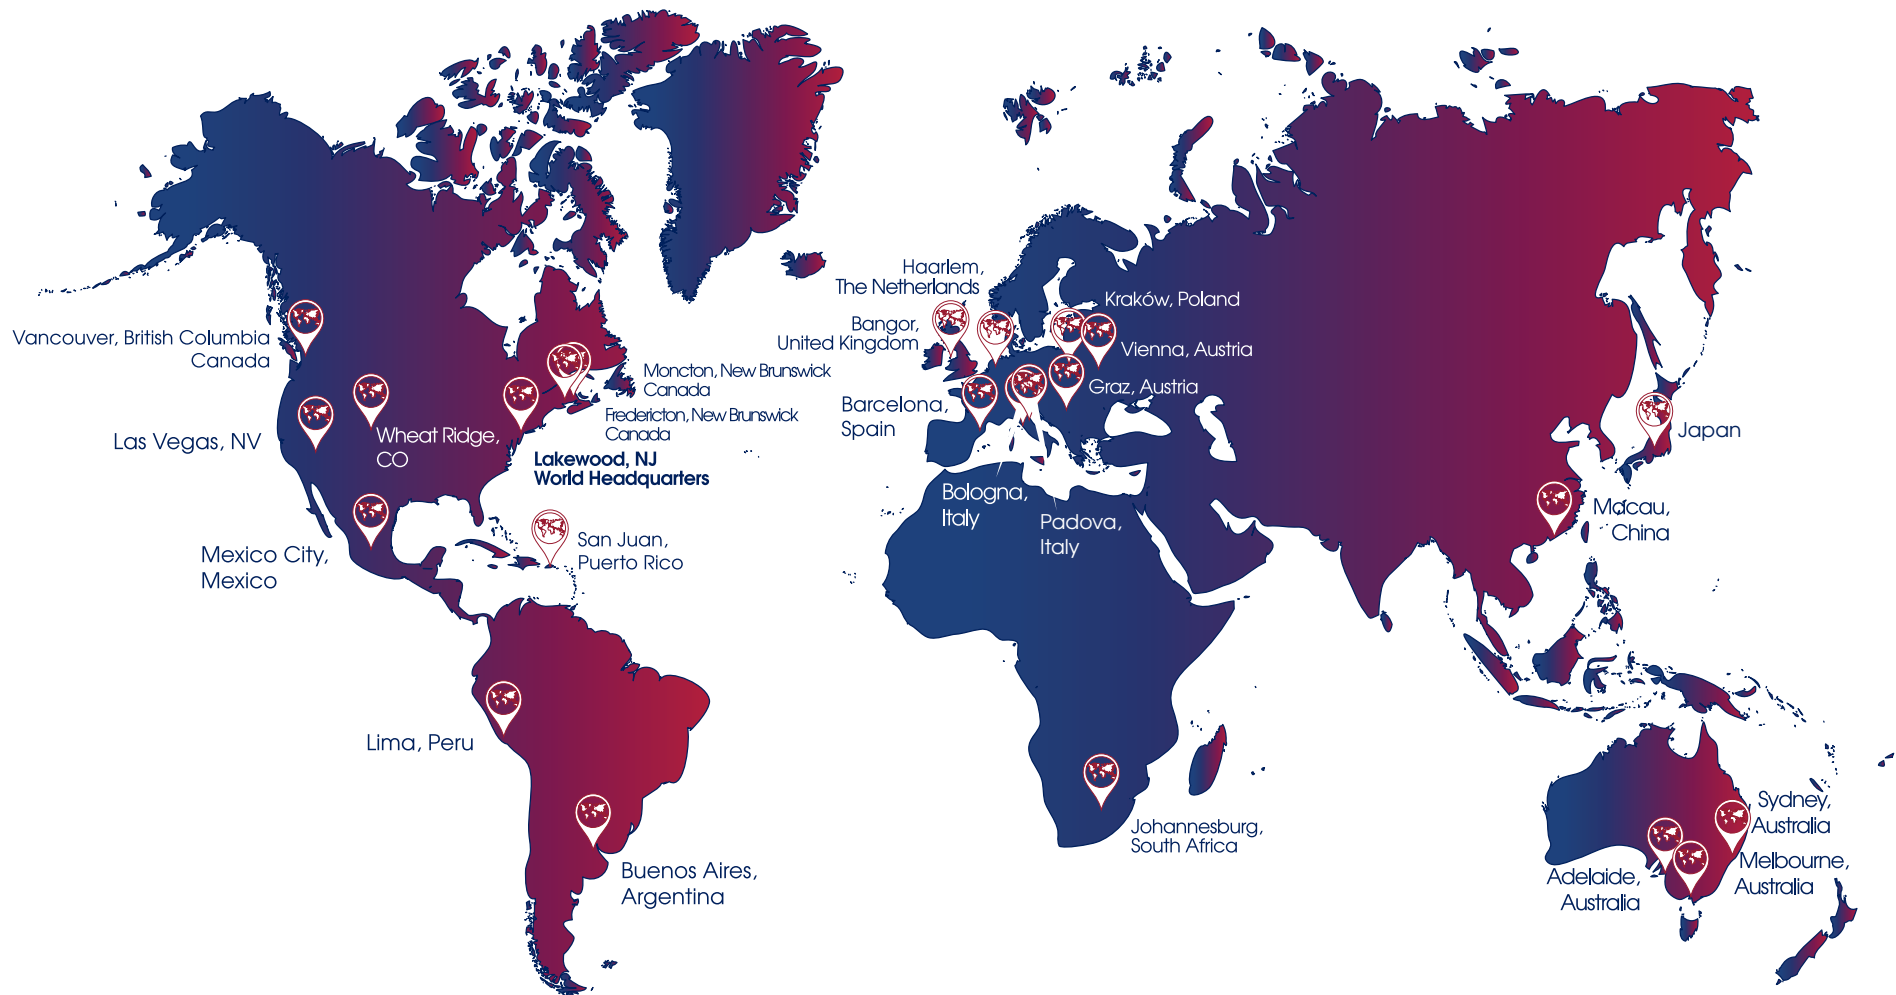 Haarlem,
The Netherlands
Kraków, Poland
Bangor,
United Kingdom
Vienna, Austria
Vancouver, British Columbia
Canada
Moncton, New Brunswick
Canada
Graz, Austria
Barcelona,
Spain
Fredericton, New Brunswick
Canada
Las Vegas, NV
Wheat Ridge,
CO
Japan
Lakewood, NJ
World Headquarters
Bologna,
Italy
Padova,
Italy
Macau,
China
San Juan,
Puerto Rico
Mexico City,
Mexico
Lima, Peru
Johannesburg,
South Africa
Sydney,
Australia
Buenos Aires,
Argentina
Melbourne,
Australia
Adelaide,
Australia